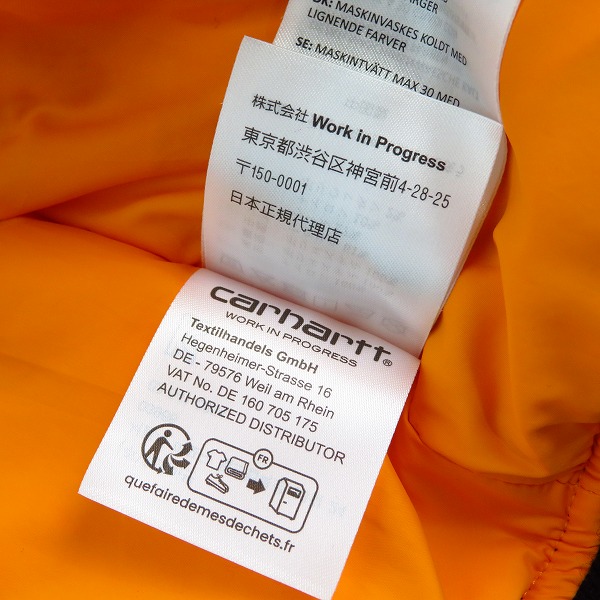 FARGER
DK: MASKINVASKES KOLDT MED
LIGNENDE FARVER
SE: MASKINTVÄTT MAX 30 MED
株式会社 Work in Progress
東京都渋谷区神宮前4-28-25
〒150-0001
日本正規代理店
carhartt®
WORK IN PROGRESS
Textilhandels GmbH
Hegenheimer-Strasse 16
DE - 79576 Weil am Rhein
VAT No. DE 160 705 175
AUTHORIZED DISTRIBUTOR
FR
quefairedemesdechets.fr